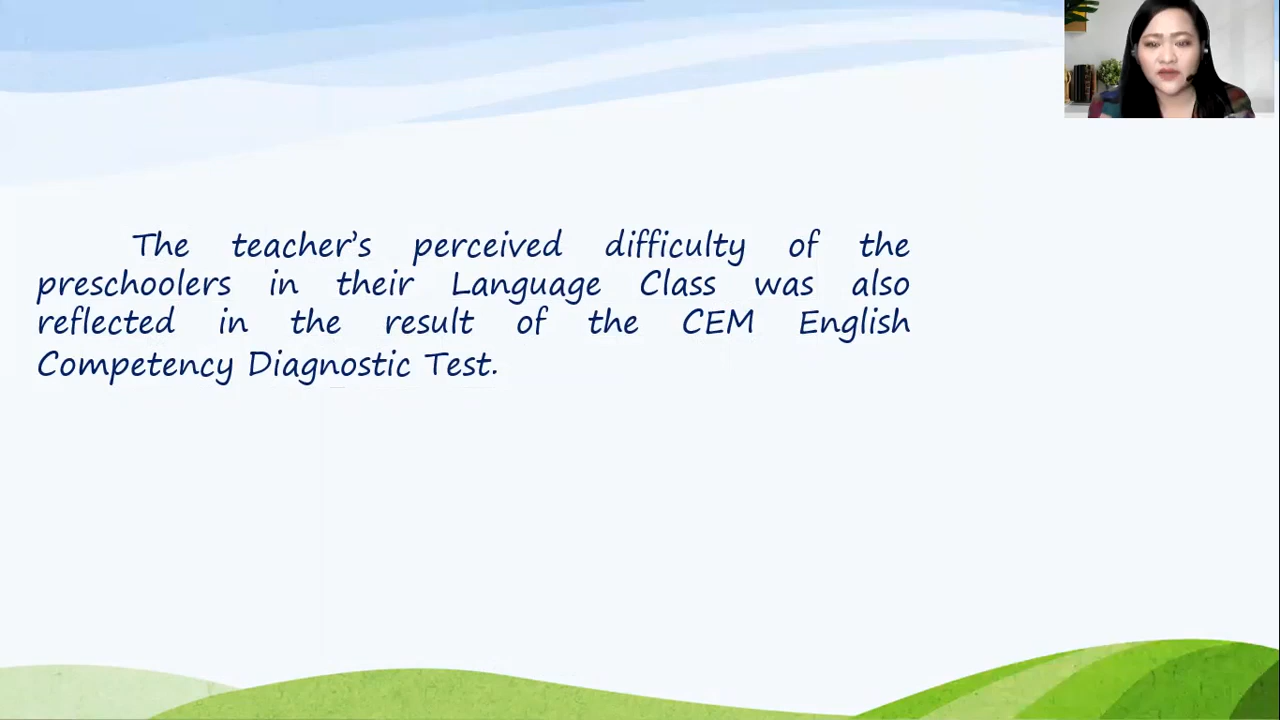 The teacher’s perceived difficulty of the
preschoolers in their Language Class was also
reflected in the result of the CEM English
Competency Diagnostic Test.